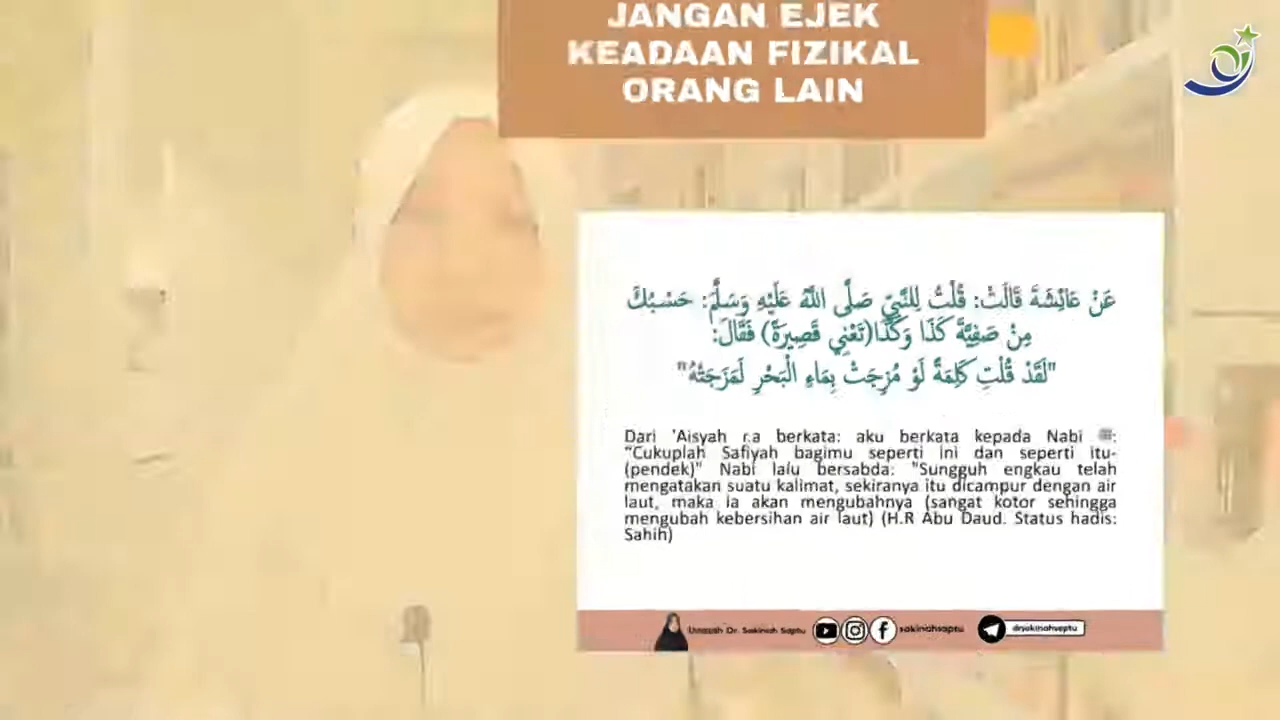 JANGAN EJEK
KEADAAN FIZIKAL
ORANG LAIN
عَنْ عَائِشَةَ قَالَتْ: قُلْتُ لِلنَّبِيِّ صَلَّى اللَّهُ عَلَيْهِ وَسَلَّمَ: حَسْبُكَ
مِنْ صَفِيَّةَ كَذَا وَكَذَا(تَعْنِي قَصِيرَةً) فَقَالَ:
"لَقَدْ قُلْتِ كَلِمَةً لَوْ مُزِجَتْ بِمَاءِ الْبَحْرِ لَمَزَجَتْهُ"
Dari 'Aisyah r.a berkata: aku berkata kepada Nabi ﷺ:
"Cukuplah Safiyah bagimu seperti ini dan seperti itu-
(pendek)" Nabi lalu bersabda: "Sungguh engkau telah
mengatakan suatu kalimat, sekiranya itu dicampur dengan air
laut, maka ia akan mengubahnya (sangat kotor sehingga
mengubah kebersihan air laut) (H.R Abu Daud. Status hadis:
Sahih)
Ustazah Dr. Sakinah Saptu
sakinahsaptu
drsakinahsaptu